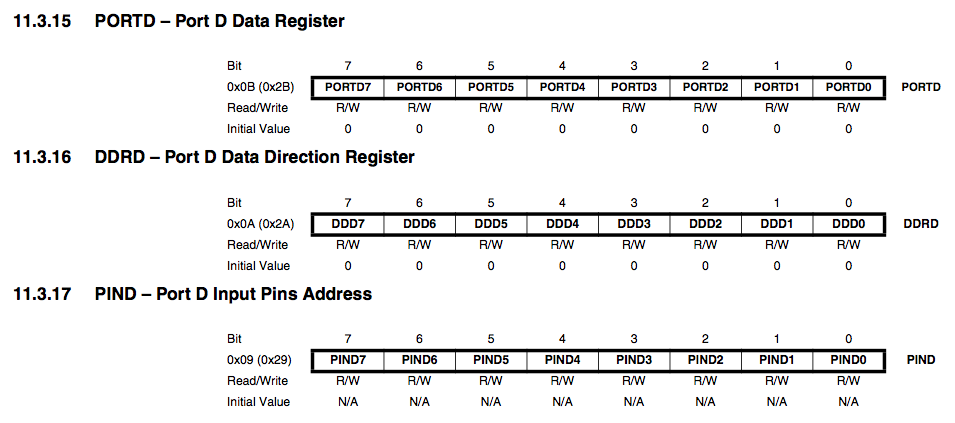 11.3.15 PORTD – Port D Data Register
Bit 7 6 5 4 3 2 1 0
0x0B (0x2B) PORTD7 PORTD6 PORTD5 PORTD4 PORTD3 PORTD2 PORTD1 PORTD0 PORTD
Read/Write R/W R/W R/W R/W R/W R/W R/W R/W
Initial Value 0 0 0 0 0 0 0 0
11.3.16 DDRD – Port D Data Direction Register
Bit 7 6 5 4 3 2 1 0
0x0A (0x2A) DDD7 DDD6 DDD5 DDD4 DDD3 DDD2 DDD1 DDD0 DDRD
Read/Write R/W R/W R/W R/W R/W R/W R/W R/W
Initial Value 0 0 0 0 0 0 0 0
11.3.17 PIND – Port D Input Pins Address
Bit 7 6 5 4 3 2 1 0
0x09 (0x29) PIND7 PIND6 PIND5 PIND4 PIND3 PIND2 PIND1 PIND0 PIND
Read/Write R/W R/W R/W R/W R/W R/W R/W R/W
Initial Value N/A N/A N/A N/A N/A N/A N/A N/A